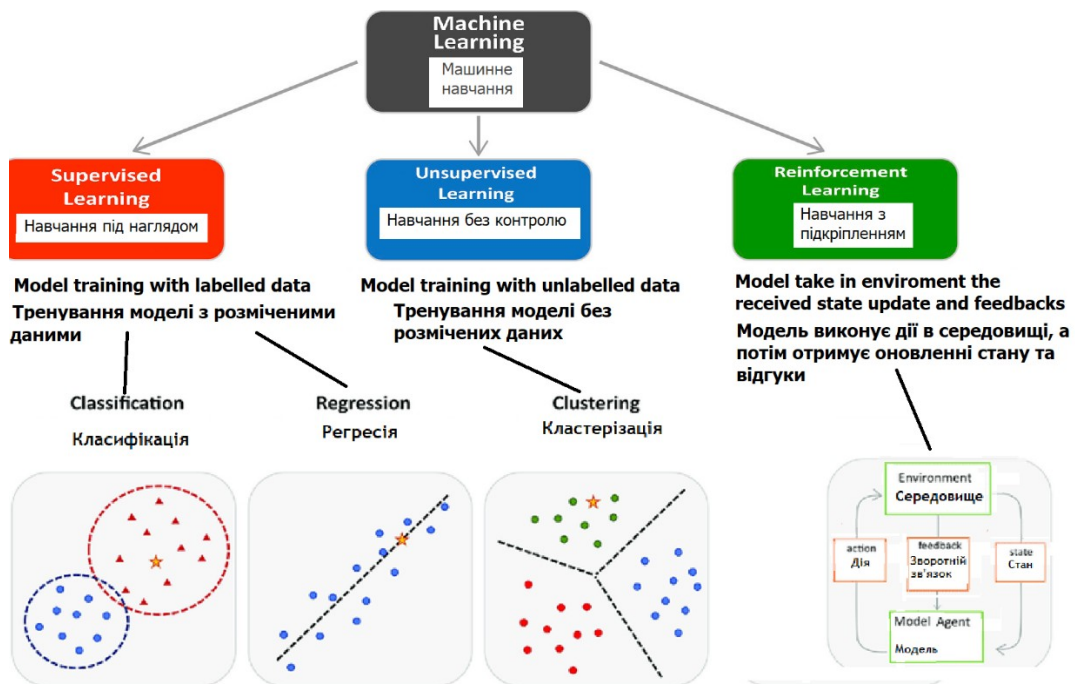 Machine
Learning
Машинне
навчання
Supervised
Learning
Навчання під наглядом
Unsupervised
Learning
Навчання без контролю
Reinforcement
Learning
Навчання з
підкріпленням
Model training with labelled data
Тренування моделі з розміченими
даними
Model training with unlabelled data
Тренування моделі без
розмічених даних
Model take in enviroment the
received state update and feedbacks
Модель виконує дії в середовищі, а
потім отримує оновленні стану та
відгуки
Classification
Класифікація
Regression
Регресія
Clustering
Кластерізація
Environment
Середовище
action
Дія
feedback
Зворотній
зв'язок
state
Стан
Model Agent
Модель